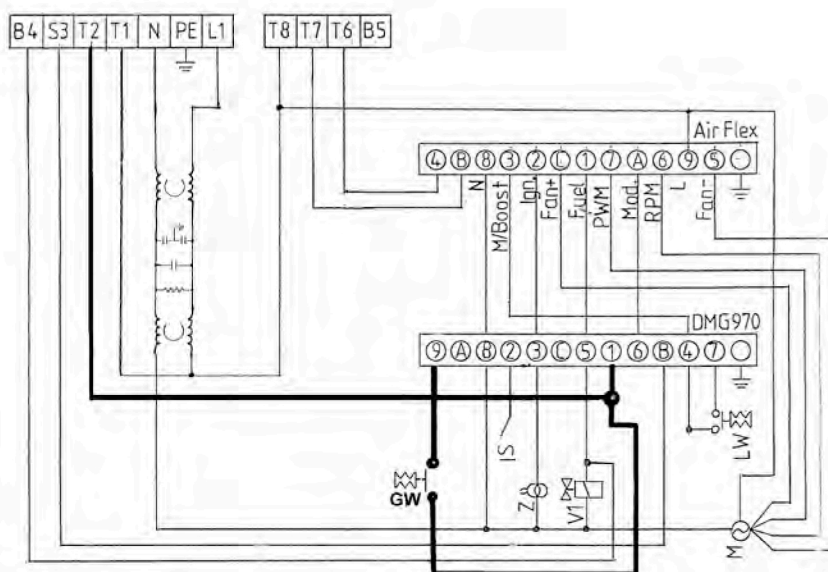 B4 S3 T2 T1 N PE L1
T8 T7 T6 B5
Air Flex
4 B 8 3 2 C 1 7 A 6 9 5
N M/Boost Ign. Fan+ Fuel PWM Mod. RPM L Fan-
DMG970
9 A 8 2 3 C 5 1 6 B 4 7
GW IS Z V1 LW
M